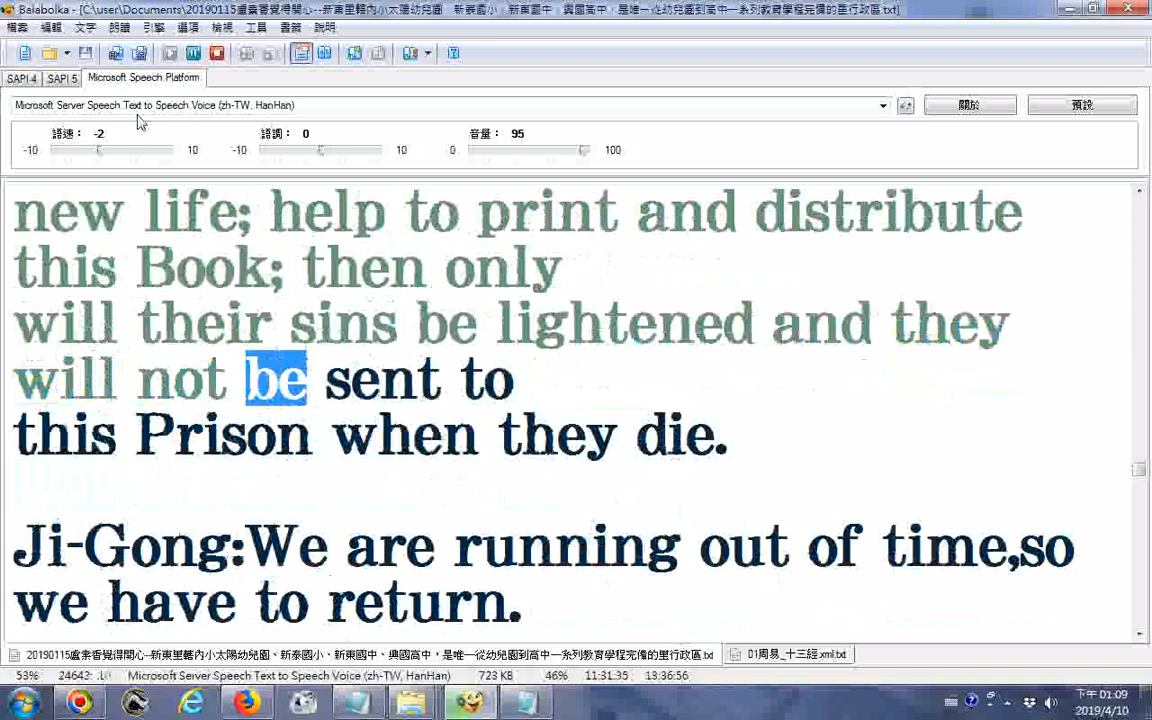 Balabolka - [C:\user\Documents\20190115盧素香覺得開心--新東里轄內小太陽幼兒園、新泰國小、新東國中、興國高中，是唯一從幼兒園到高中一系列教育學程完備的里行政區.txt]
檔案 編輯 文字 朗讀 引擎 選項 檢視 工具 書籤 說明
SAPI 4 SAPI 5 Microsoft Speech Platform
Microsoft Server Speech Text to Speech Voice (zh-TW, HanHan) 關於 預設
語速： -2 語調： 0 音量： 95
-10 10 -10 10 0 100
new life; help to print and distribute
this Book; then only
will their sins be lightened and they
will not be sent to
this Prison when they die.
Ji-Gong:We are running out of time,so
we have to return.
20190115盧素香覺得開心--新東里轄內小太陽幼兒園、新泰國小、新東國中、興國高中，是唯一從幼兒園到高中一系列教育學程完備的里行政區.txt 01周易_十三經.xml.txt
53% Microsoft Server Speech Text to Speech Voice (zh-TW, HanHan) 723 KB 46% 11:31:35 13:36:56
下午 01:09
2019/4/10